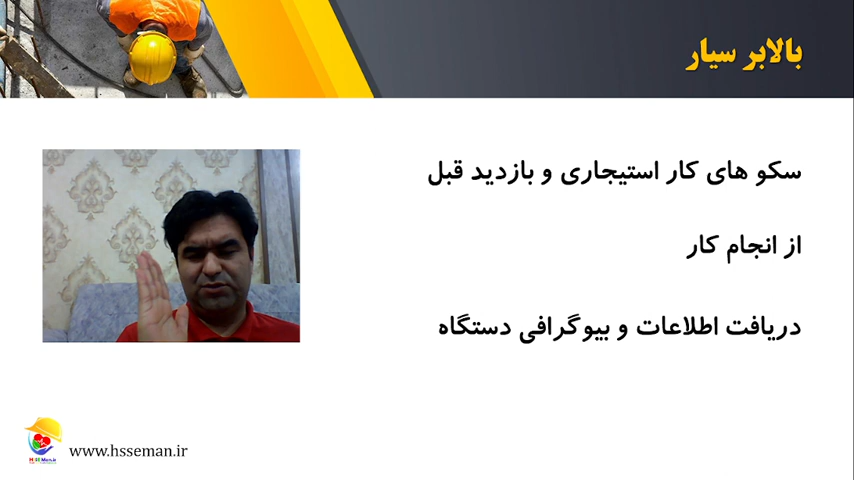 بالابر سیار
سکو های کار استیجاری و بازدید قبل
از انجام کار
دریافت اطلاعات و بیوگرافی دستگاه
www.hsseman.ir